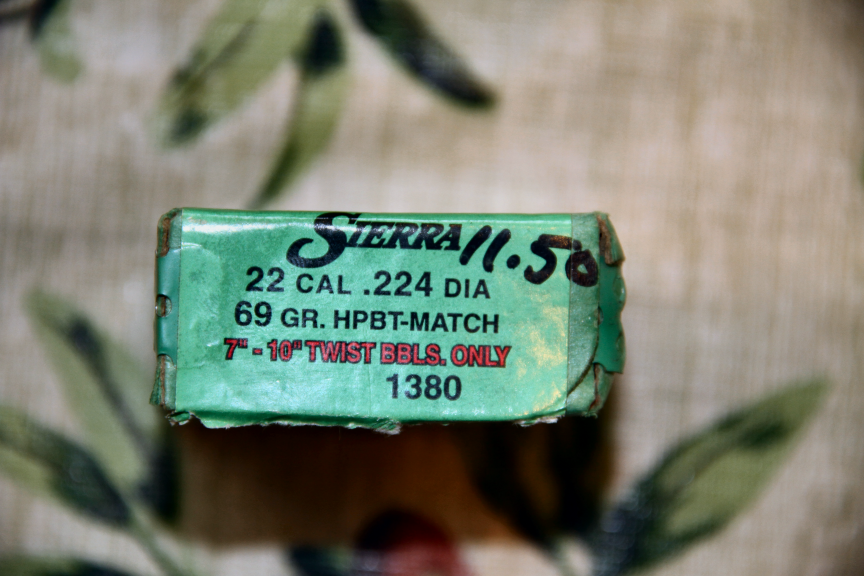 SIERRA 11.50
22 CAL .224 DIA
69 GR. HPBT-MATCH
7" - 10" TWIST BBLS. ONLY
1380